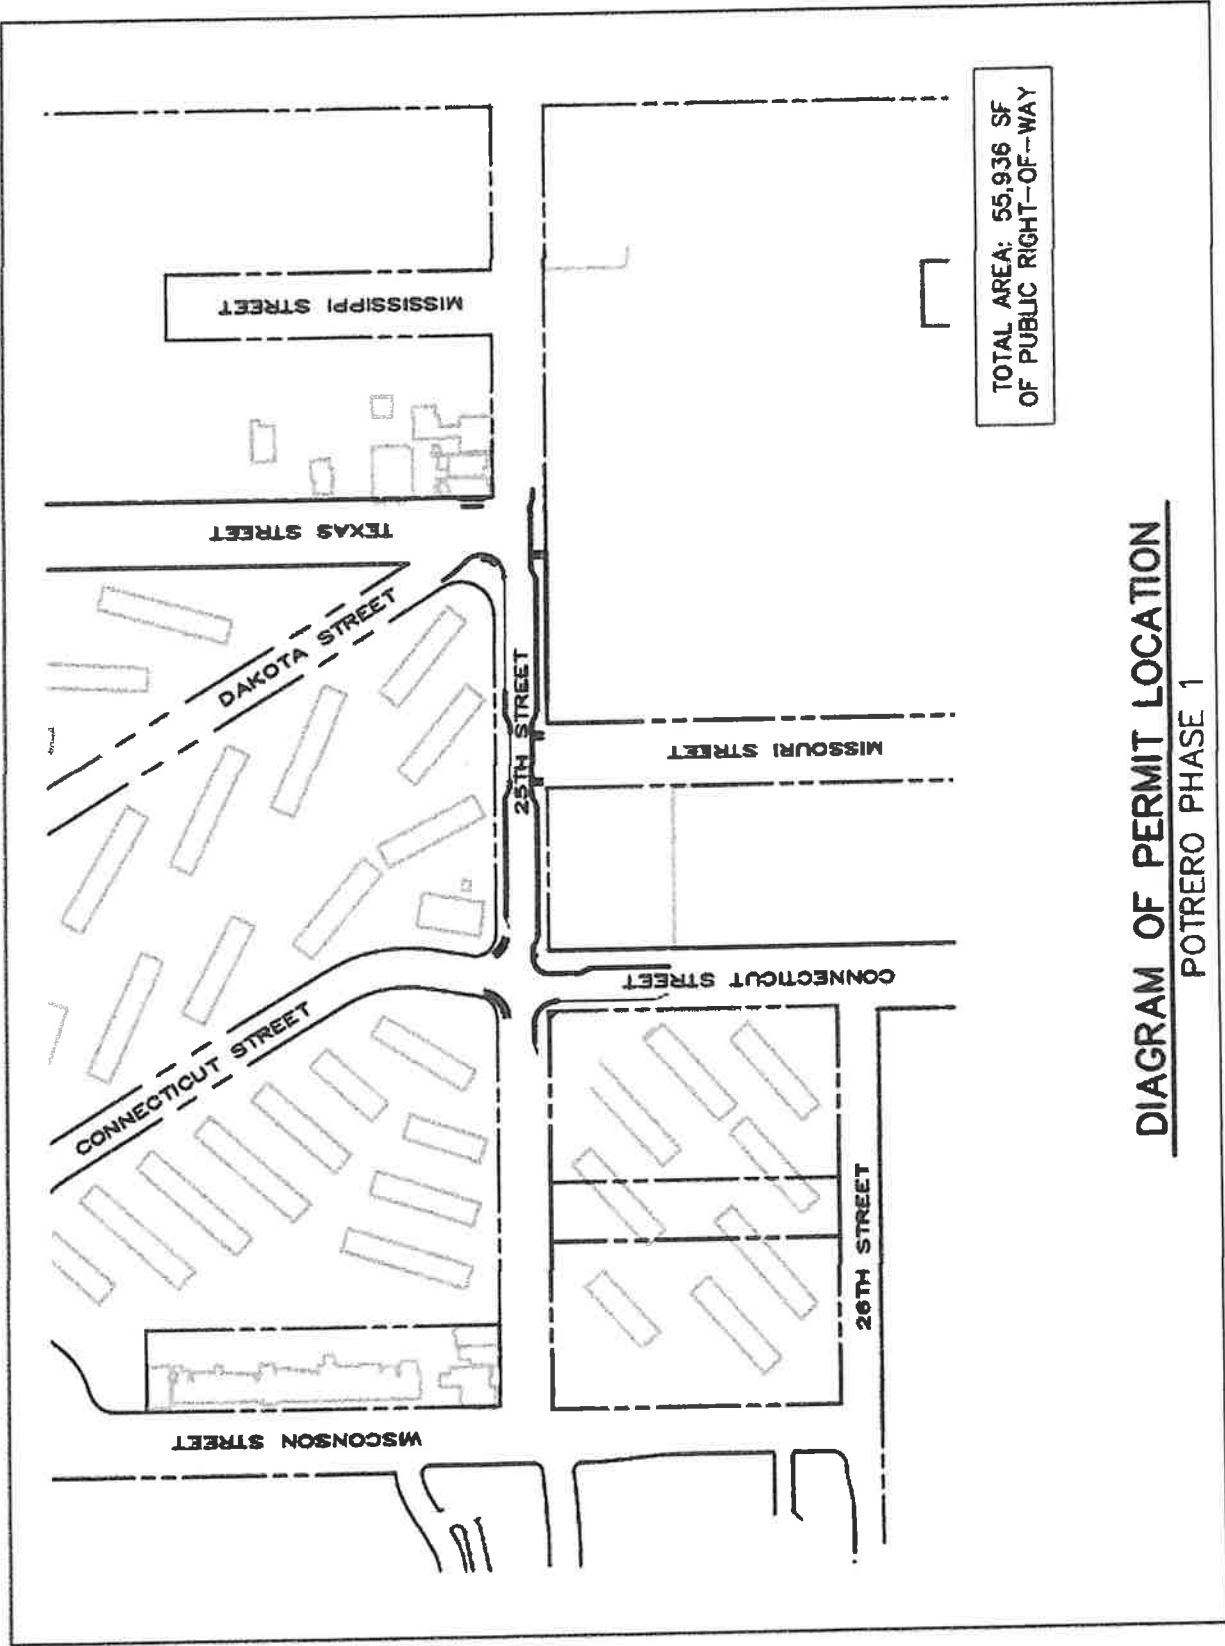 MISSISSIPPI STREET
TEXAS STREET
DAKOTA STREET
25TH STREET
MISSOURI STREET
CONNECTICUT STREET
CONNECTICUT STREET
26TH STREET
WISCONSON STREET
TOTAL AREA: 55,936 SF
OF PUBLIC RIGHT-OF-WAY
DIAGRAM OF PERMIT LOCATION
POTRERO PHASE 1